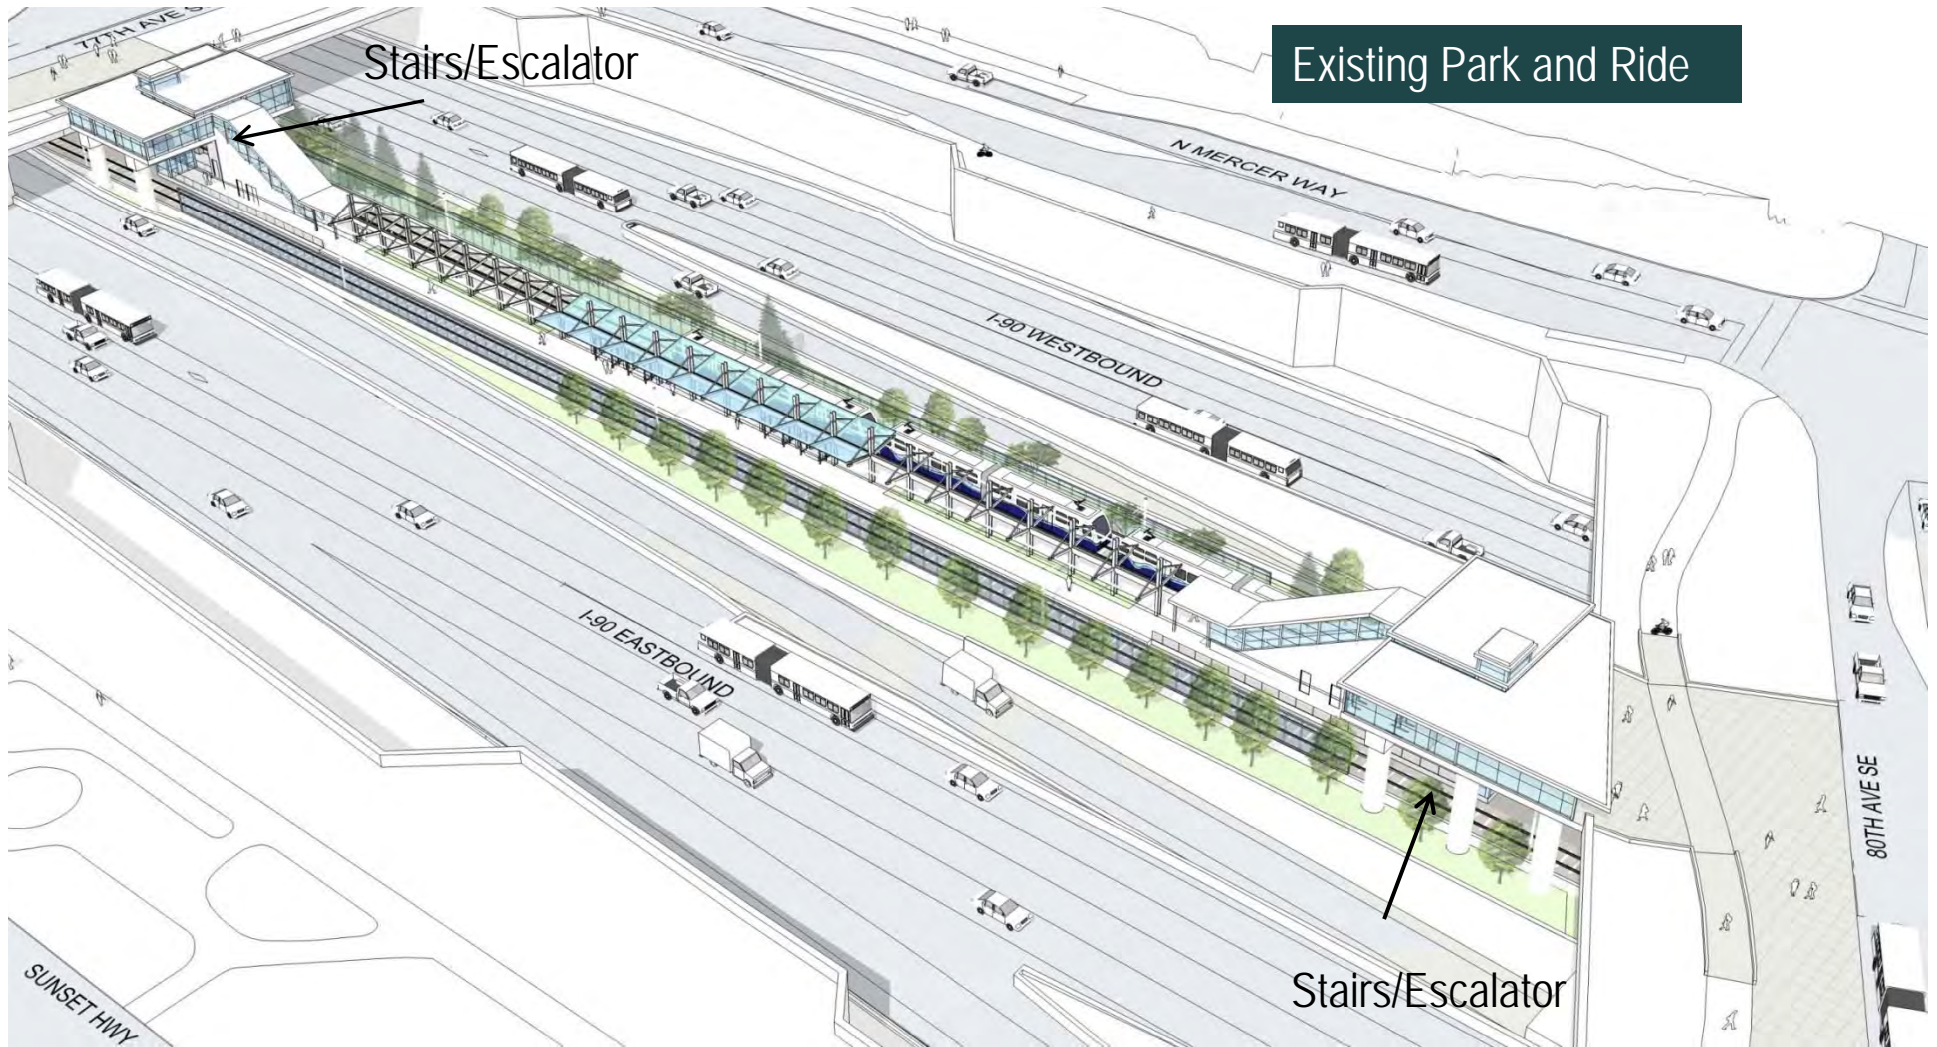 77TH AVE S
Stairs/Escalator
Existing Park and Ride
N MERCER WAY
I-90 WESTBOUND
I-90 EASTBOUND
80TH AVE SE
Stairs/Escalator
SUNSET HWY